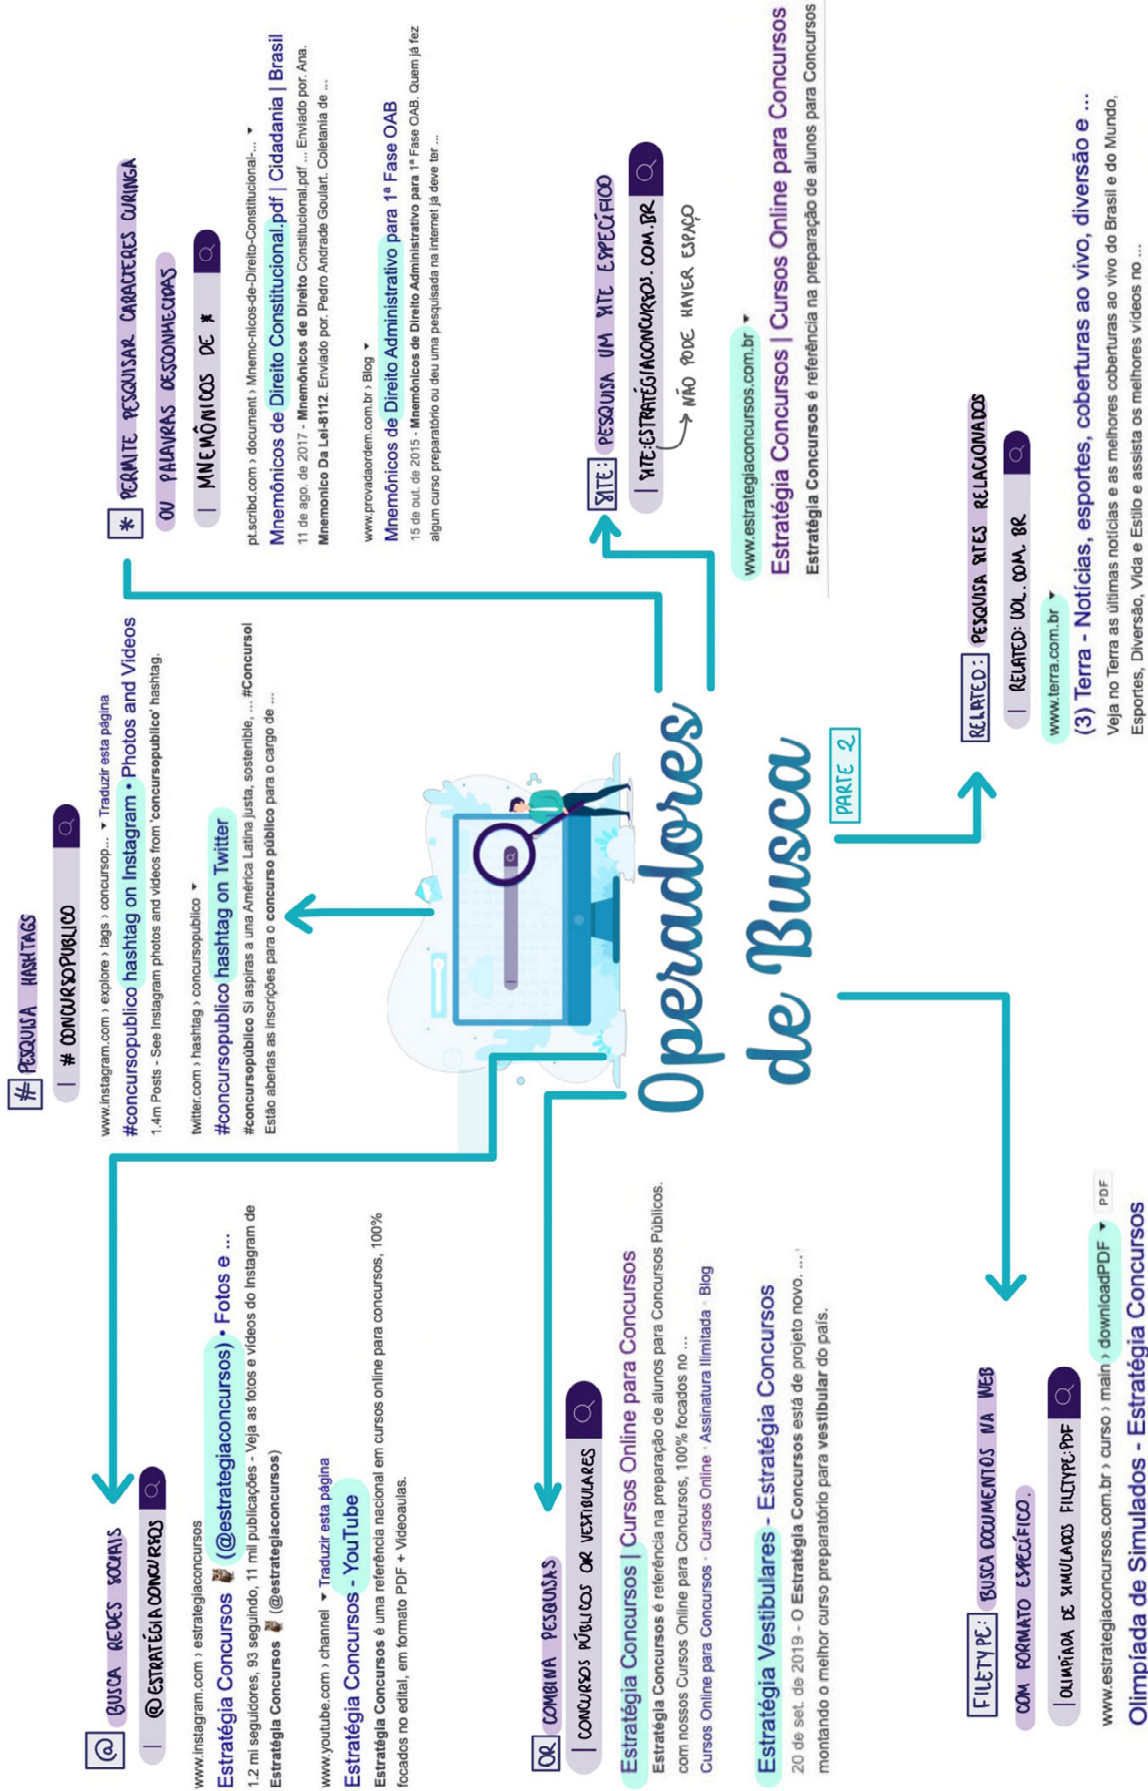 Operadores
de Busca
PARTE 2
@ BUSCA REDES SOCIAIS
@ESTRATÉGIACONCURSOS
www.instagram.com › estrategiaconcursos
Estratégia Concursos 🦉 (@estrategiaconcursos) • Fotos e ...
1.2 mi seguidores, 93 seguindo, 11 mil publicações - Veja as fotos e vídeos do Instagram de
Estratégia Concursos 🦉 (@estrategiaconcursos)
www.youtube.com › channel ▼ Traduzir esta página
Estratégia Concursos - YouTube
Estratégia Concursos é uma referência nacional em cursos online para concursos, 100%
focados no edital, em formato PDF + Videoaulas.
# PESQUISA HASHTAGS
# CONCURSOPUBLICO
www.instagram.com › explore › tags › concursop... ▼ Traduzir esta página
#concursopublico hashtag on Instagram • Photos and Videos
1.4m Posts - See Instagram photos and videos from 'concursopublico' hashtag.
twitter.com › hashtag › concursopublico ▼
#concursopublico hashtag on Twitter
#concursopúblico Si aspiras a una América Latina justa, sostenible, ... #Concursol
Estão abertas as inscrições para o concurso público para o cargo de ...
* PERMITE PESQUISAR CARACTERES CURINGA
OU PALAVRAS DESCONHECIDAS
MNEMÔNICOS DE *
pt.scribd.com › document › Mnemo-nicos-de-Direito-Constitucional-... ▼
Mnemônicos de Direito Constitucional.pdf | Cidadania | Brasil
11 de ago. de 2017 - Mnemônicos de Direito Constitucional.pdf ... Enviado por. Ana.
Mnemonico Da Lei-8112. Enviado por. Pedro Andrade Goulart. Coletania de ...
www.provadaordem.com.br › Blog ▼
Mnemônicos de Direito Administrativo para 1ª Fase OAB
15 de out. de 2015 - Mnemônicos de Direito Administrativo para 1ª Fase OAB. Quem já fez
algum curso preparatório ou deu uma pesquisada na internet já deve ter ...
OR COMBINA PESQUISAS
CONCURSOS PÚBLICOS OR VESTIBULARES
Estratégia Concursos | Cursos Online para Concursos
Estratégia Concursos é referência na preparação de alunos para Concursos Públicos.
com nossos Cursos Online para Concursos, 100% focados no ...
Cursos Online para Concursos · Cursos Online · Assinatura Ilimitada · Blog
Estratégia Vestibulares - Estratégia Concursos
20 de set. de 2019 - O Estratégia Concursos está de projeto novo. ...
montando o melhor curso preparatório para vestibular do país.
SITE: PESQUISA UM SITE ESPECÍFICO
SITE:ESTRATÉGIACONCURSOS.COM.BR
NÃO PODE HAVER ESPAÇO
www.estrategiaconcursos.com.br ▼
Estratégia Concursos | Cursos Online para Concursos
Estratégia Concursos é referência na preparação de alunos para Concursos
FILETYPE: BUSCA DOCUMENTOS NA WEB
COM FORMATO ESPECÍFICO.
OLIMPÍADA DE SIMULADOS FILETYPE:PDF
www.estrategiaconcursos.com.br › curso › main › downloadPDF ▼ PDF
Olimpíada de Simulados - Estratégia Concursos
RELATED: PESQUISA SITES RELACIONADOS
RELATED: UOL.COM.BR
www.terra.com.br ▼
(3) Terra - Notícias, esportes, coberturas ao vivo, diversão e ...
Veja no Terra as últimas notícias e as melhores coberturas ao vivo do Brasil e do Mundo,
Esportes, Diversão, Vida e Estilo e assista os melhores vídeos no ...